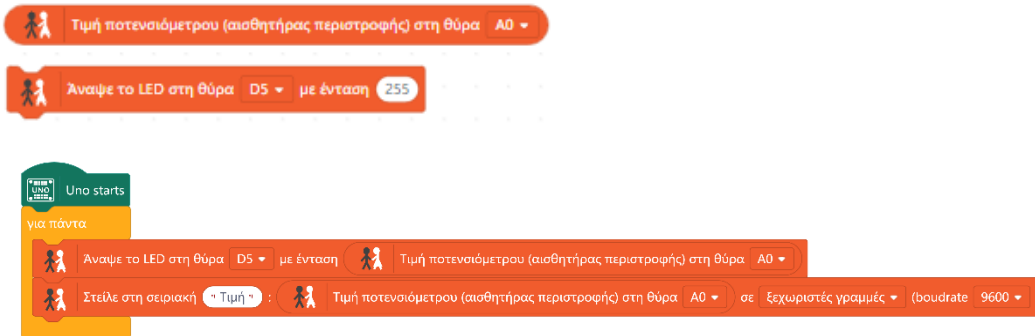 Τιμή ποτενσιόμετρου (αισθητήρας περιστροφής) στη θύρα A0
Άναψε το LED στη θύρα D5 με ένταση 255
UNO Uno starts
για πάντα
Άναψε το LED στη θύρα D5 με ένταση Τιμή ποτενσιόμετρου (αισθητήρας περιστροφής) στη θύρα A0
Στείλε στη σειριακή " Τιμή " : Τιμή ποτενσιόμετρου (αισθητήρας περιστροφής) στη θύρα A0 σε ξεχωριστές γραμμές (boudrate 9600